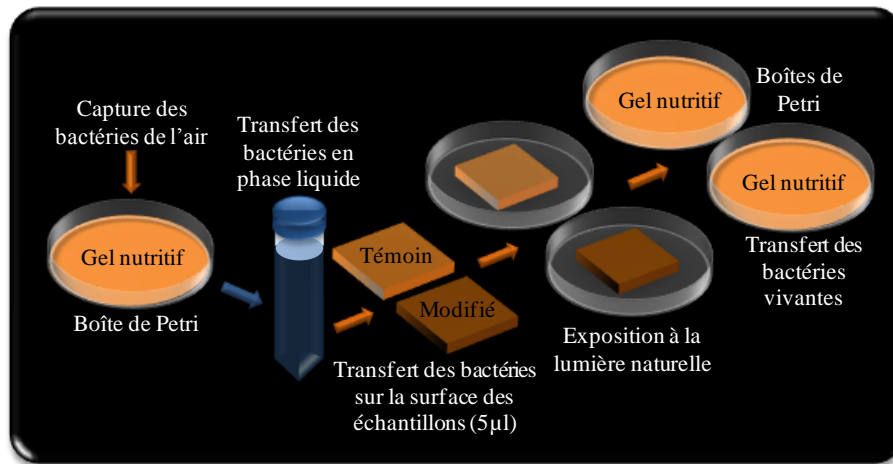 Capture des
bactéries de l'air
Gel nutritif
Boîte de Petri
Transfert des
bactéries en
phase liquide
Témoin
Modifié
Transfert des bactéries
sur la surface des
échantillons (5µl)
Exposition à la
lumière naturelle
Gel nutritif
Boîtes de
Petri
Gel nutritif
Transfert des
bactéries
vivantes